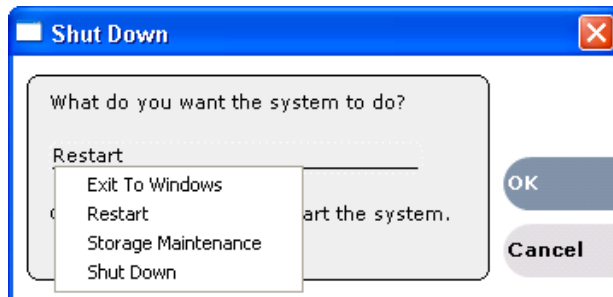 Shut Down
What do you want the system to do?
Restart
Exit To Windows
Restart
art the system.
Storage Maintenance
Shut Down
OK
Cancel